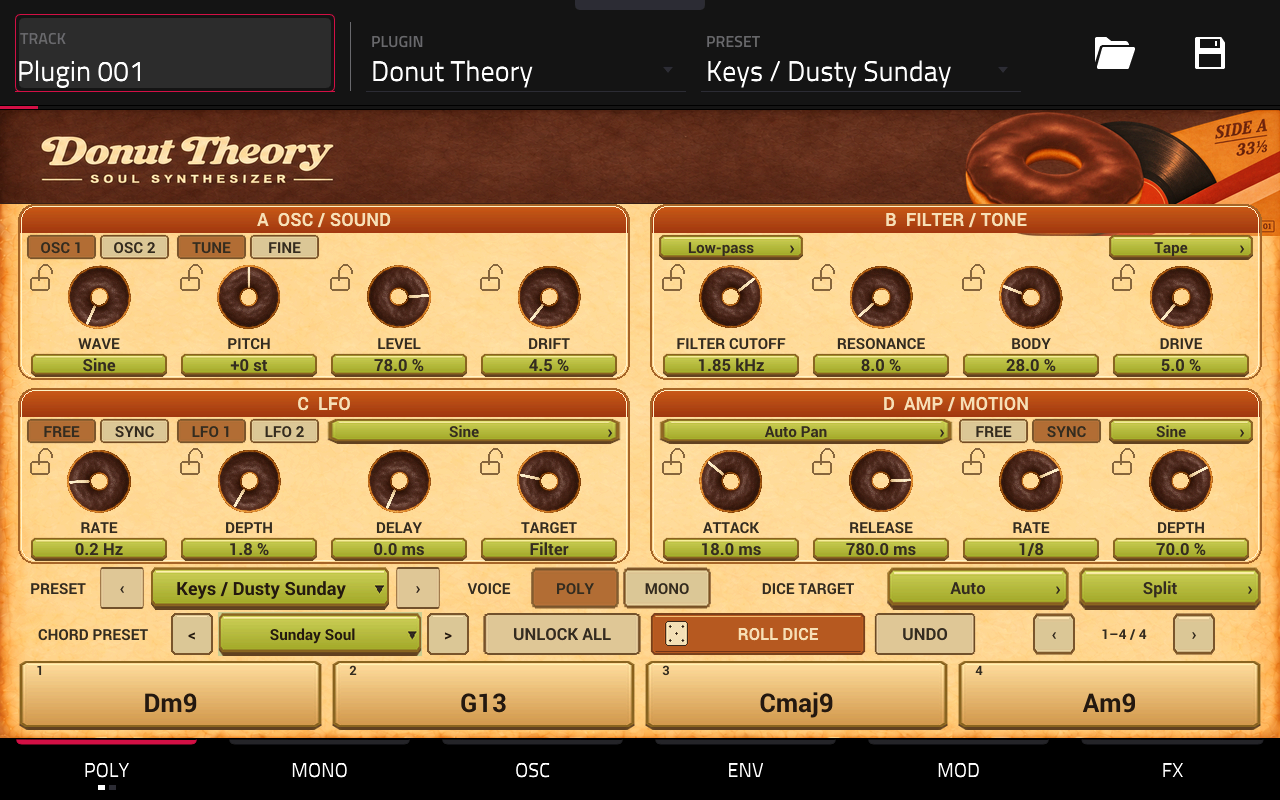 TRACK
Plugin 001
PLUGIN
Donut Theory
PRESET
Keys / Dusty Sunday
Donut Theory
SOUL SYNTHESIZER
SIDE A
33⅓
01
A OSC / SOUND
OSC 1 OSC 2 TUNE FINE
WAVE PITCH LEVEL DRIFT
Sine +0 st 78.0 % 4.5 %
B FILTER / TONE
Low-pass › Tape ›
FILTER CUTOFF RESONANCE BODY DRIVE
1.85 kHz 8.0 % 28.0 % 5.0 %
C LFO
FREE SYNC LFO 1 LFO 2 Sine ›
RATE DEPTH DELAY TARGET
0.2 Hz 1.8 % 0.0 ms Filter
D AMP / MOTION
Auto Pan › FREE SYNC Sine ›
ATTACK RELEASE RATE DEPTH
18.0 ms 780.0 ms 1/8 70.0 %
PRESET ‹ Keys / Dusty Sunday ▾ › VOICE POLY MONO DICE TARGET Auto › Split ›
CHORD PRESET < Sunday Soul ▾ > UNLOCK ALL ROLL DICE UNDO ‹ 1–4 / 4 ›
1 2 3 4
Dm9 G13 Cmaj9 Am9
POLY MONO OSC ENV MOD FX